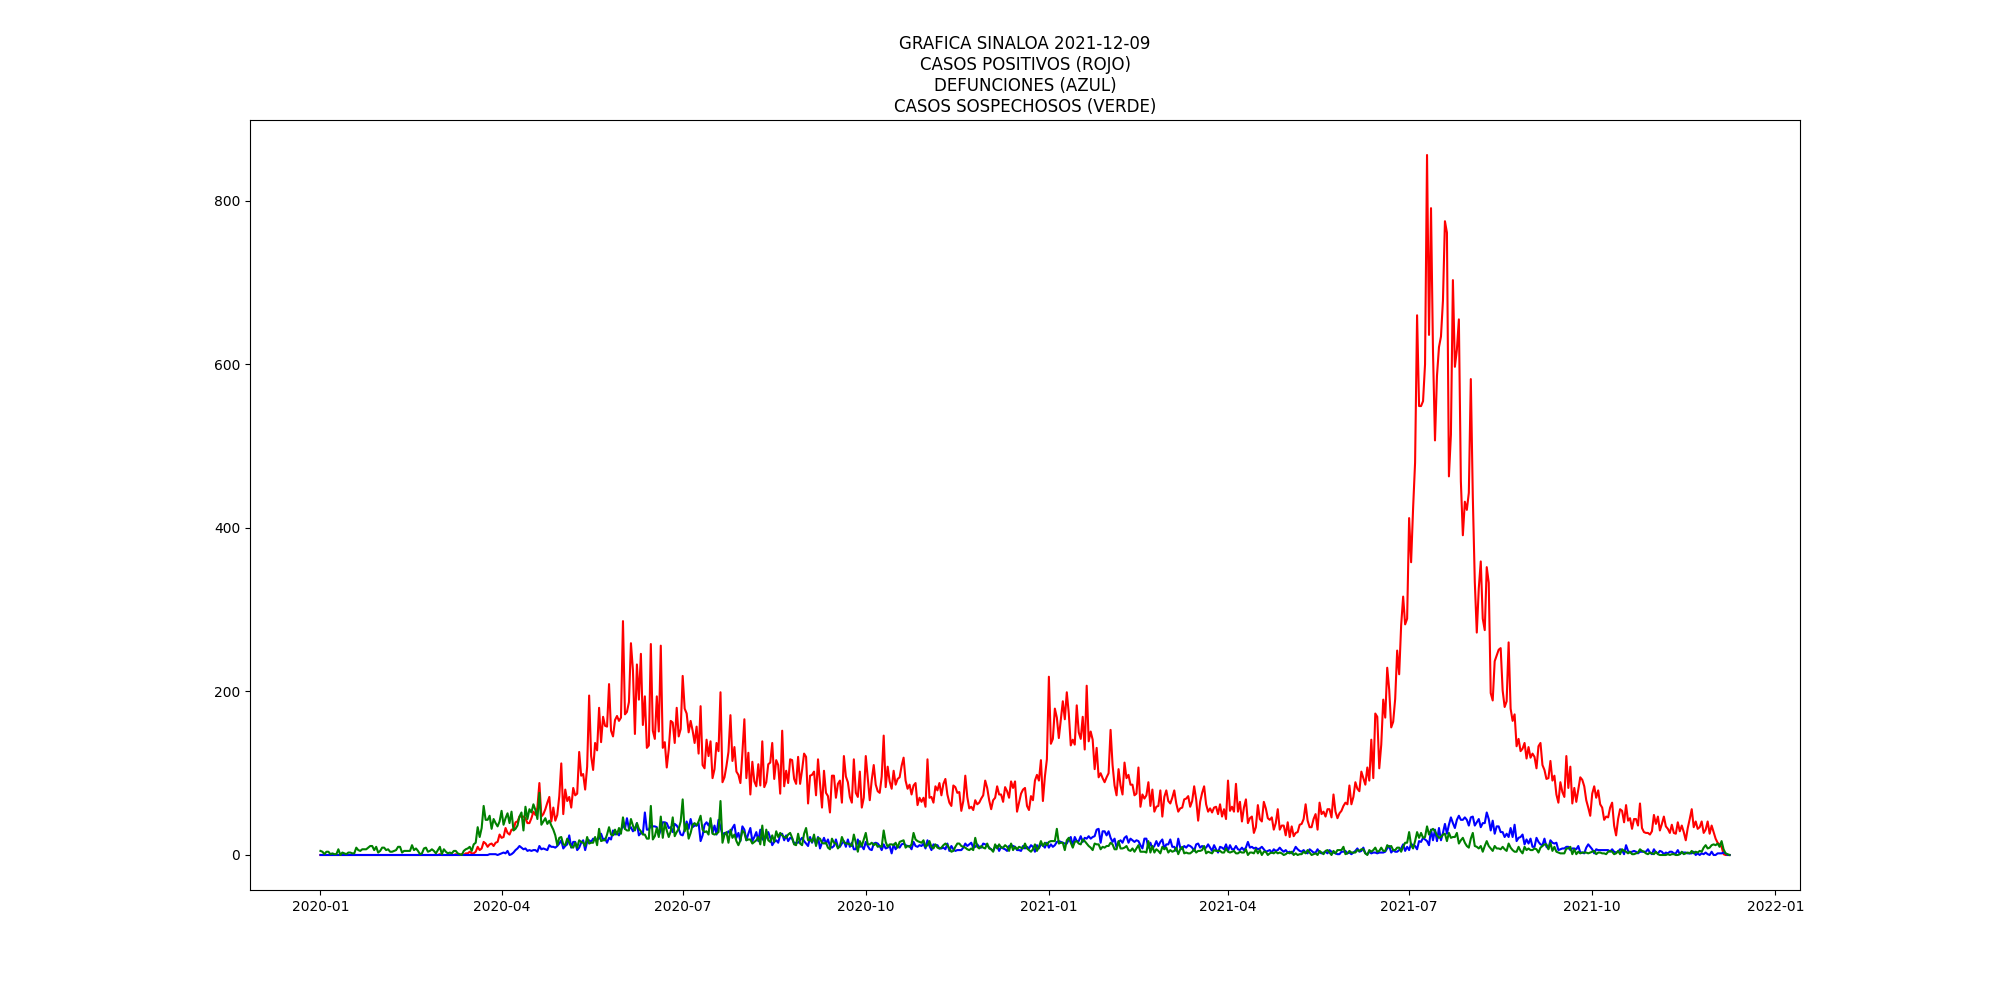 GRAFICA SINALOA 2021-12-09
CASOS POSITIVOS (ROJO)
DEFUNCIONES (AZUL)
CASOS SOSPECHOSOS (VERDE)
800
600
400
200
0
2020-01 2020-04 2020-07 2020-10 2021-01 2021-04 2021-07 2021-10 2022-01